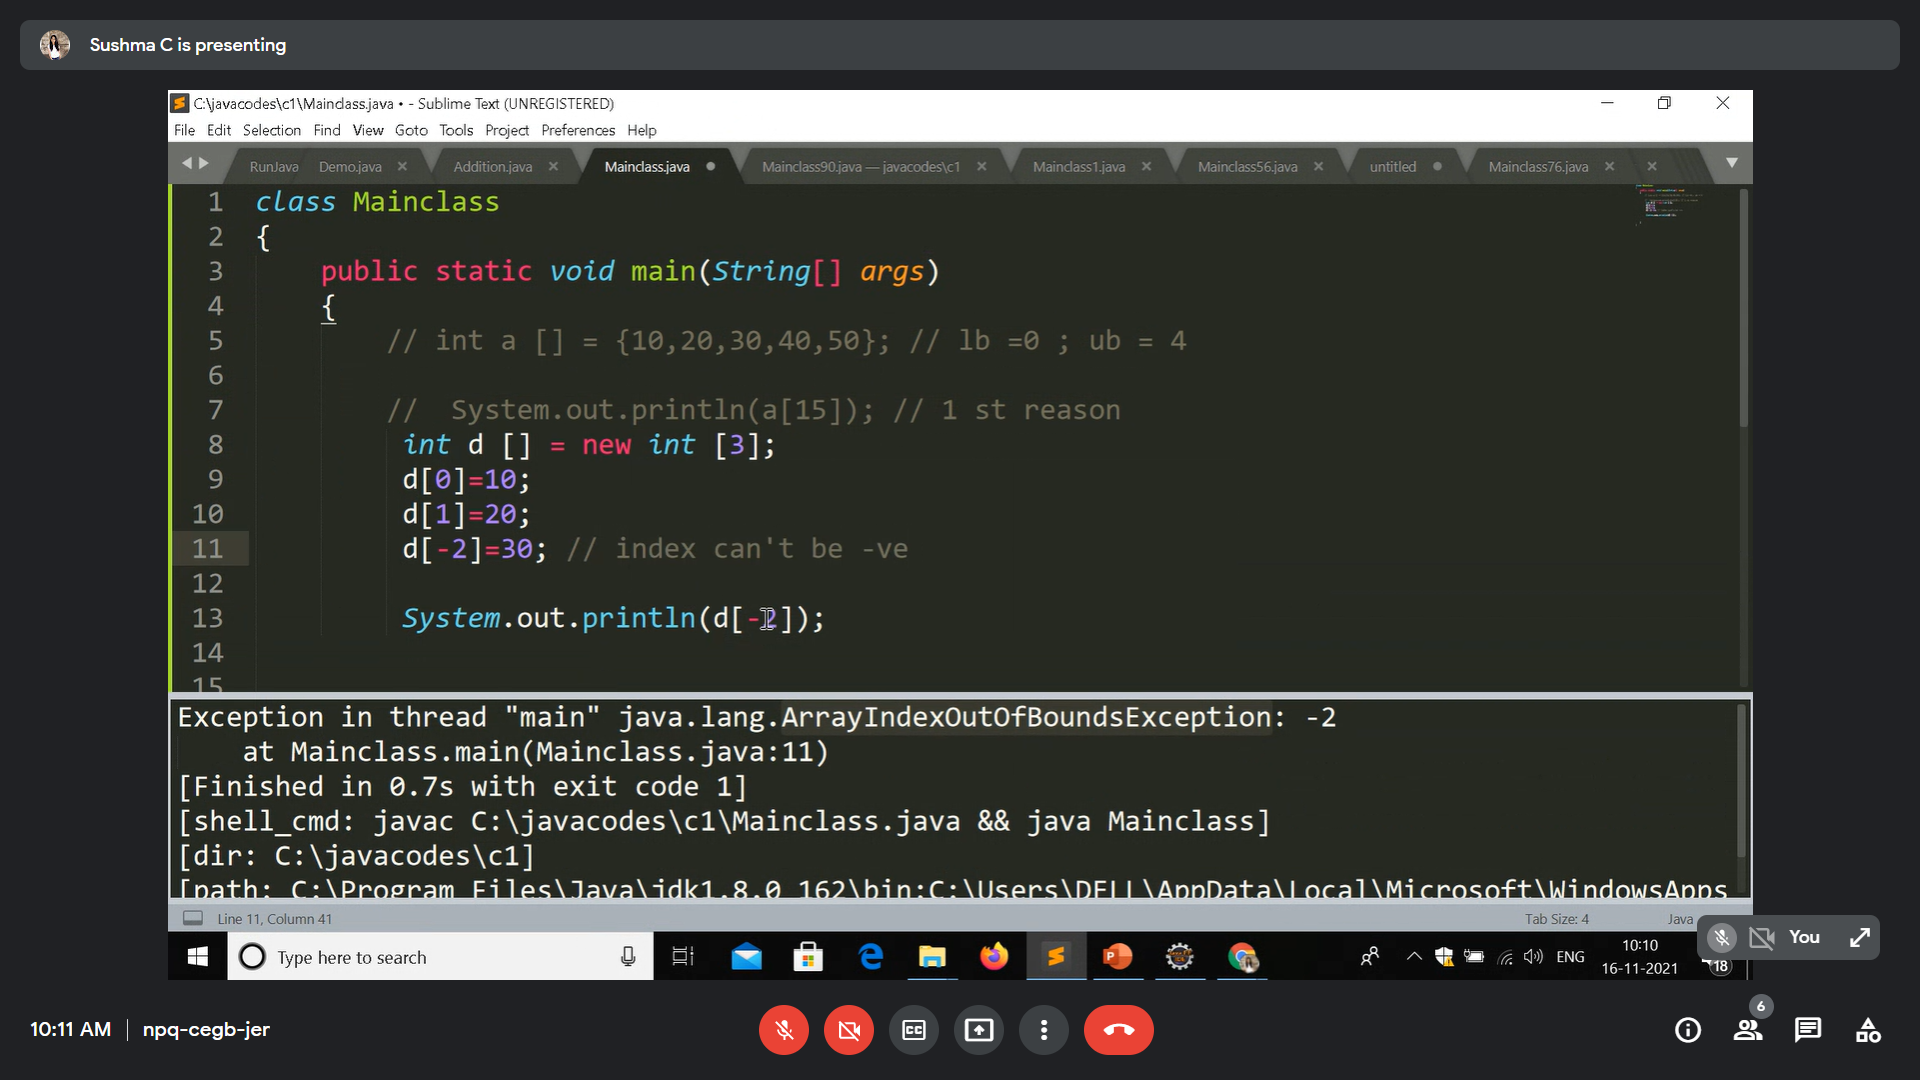 Sushma C is presenting
C:\javacodes\c1\Mainclass.java • - Sublime Text (UNREGISTERED)
File Edit Selection Find View Goto Tools Project Preferences Help
RunJava Demo.java Addition.java Mainclass.java Mainclass90.java — javacodes\c1 Mainclass1.java Mainclass56.java untitled Mainclass76.java
1 class Mainclass
2 {
3 public static void main(String[] args)
4 {
5 // int a [] = {10,20,30,40,50}; // lb =0 ; ub = 4
6
7 // System.out.println(a[15]); // 1 st reason
8 int d [] = new int [3];
9 d[0]=10;
10 d[1]=20;
11 d[-2]=30; // index can't be -ve
12
13 System.out.println(d[-2]);
14
15
Exception in thread "main" java.lang.ArrayIndexOutOfBoundsException: -2
at Mainclass.main(Mainclass.java:11)
[Finished in 0.7s with exit code 1]
[shell_cmd: javac C:\javacodes\c1\Mainclass.java && java Mainclass]
[dir: C:\javacodes\c1]
[path: C:\Program Files\Java\jdk1.8.0_162\bin;C:\Users\DELL\AppData\Local\Microsoft\WindowsApps
Line 11, Column 41 Tab Size: 4 Java
You
Type here to search ENG 10:10
16-11-2021 18
6
10:11 AM npq-cegb-jer CC